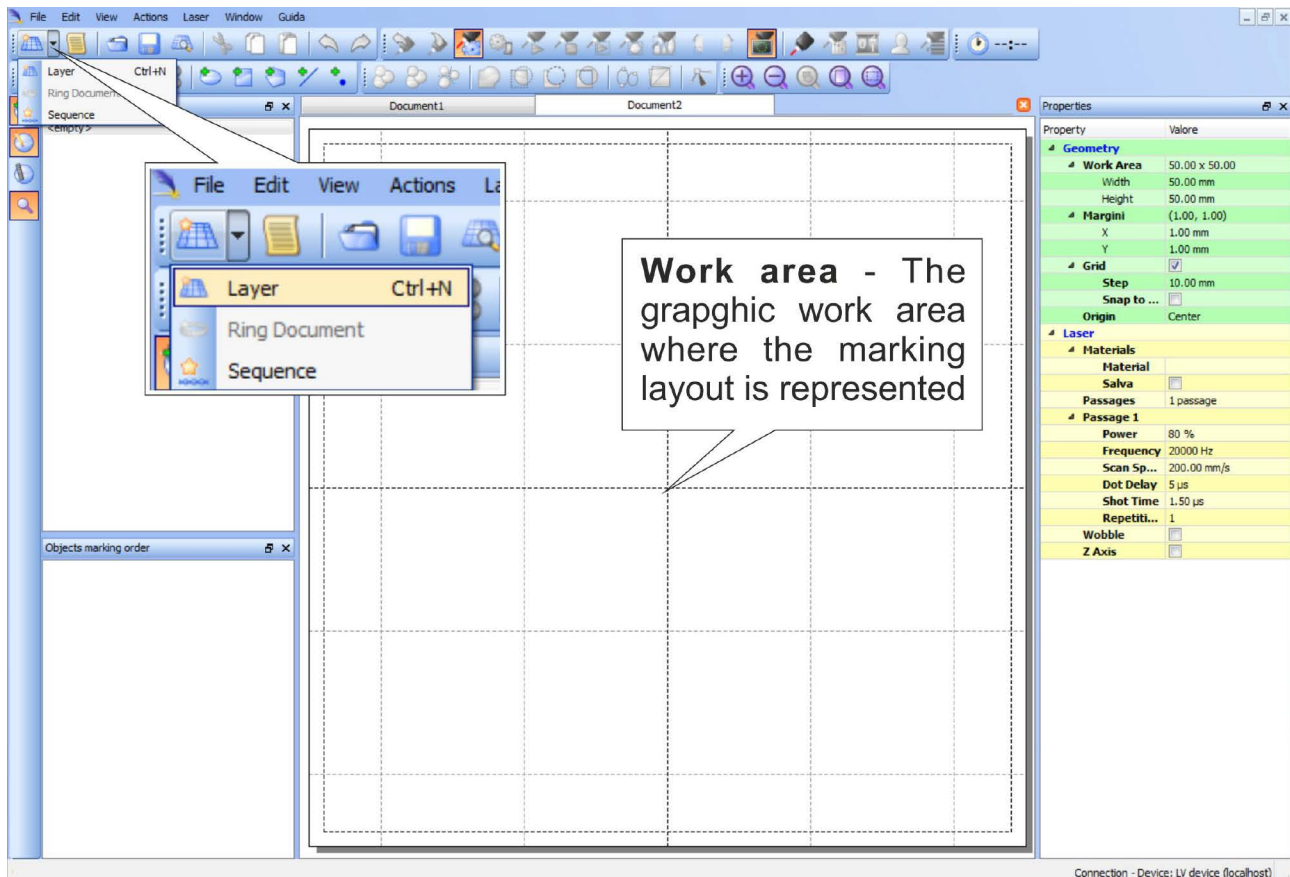 File Edit View Actions Laser Window Guida
--:--
Layer Ctrl+N
Ring Document
Sequence
<empty>
Document1 Document2
File Edit View Actions La
Layer Ctrl+N
Ring Document
Sequence
Work area - The
grapghic work area
where the marking
layout is represented
Objects marking order
Properties
Property Valore
Geometry
Work Area 50.00 x 50.00
Width 50.00 mm
Height 50.00 mm
Margini (1.00, 1.00)
X 1.00 mm
Y 1.00 mm
Grid
Step 10.00 mm
Snap to ...
Origin Center
Laser
Materials
Material
Salva
Passages 1 passage
Passage 1
Power 80 %
Frequency 20000 Hz
Scan Sp... 200.00 mm/s
Dot Delay 5 µs
Shot Time 1.50 µs
Repetiti... 1
Wobble
Z Axis
Connection - Device: LV device (localhost)